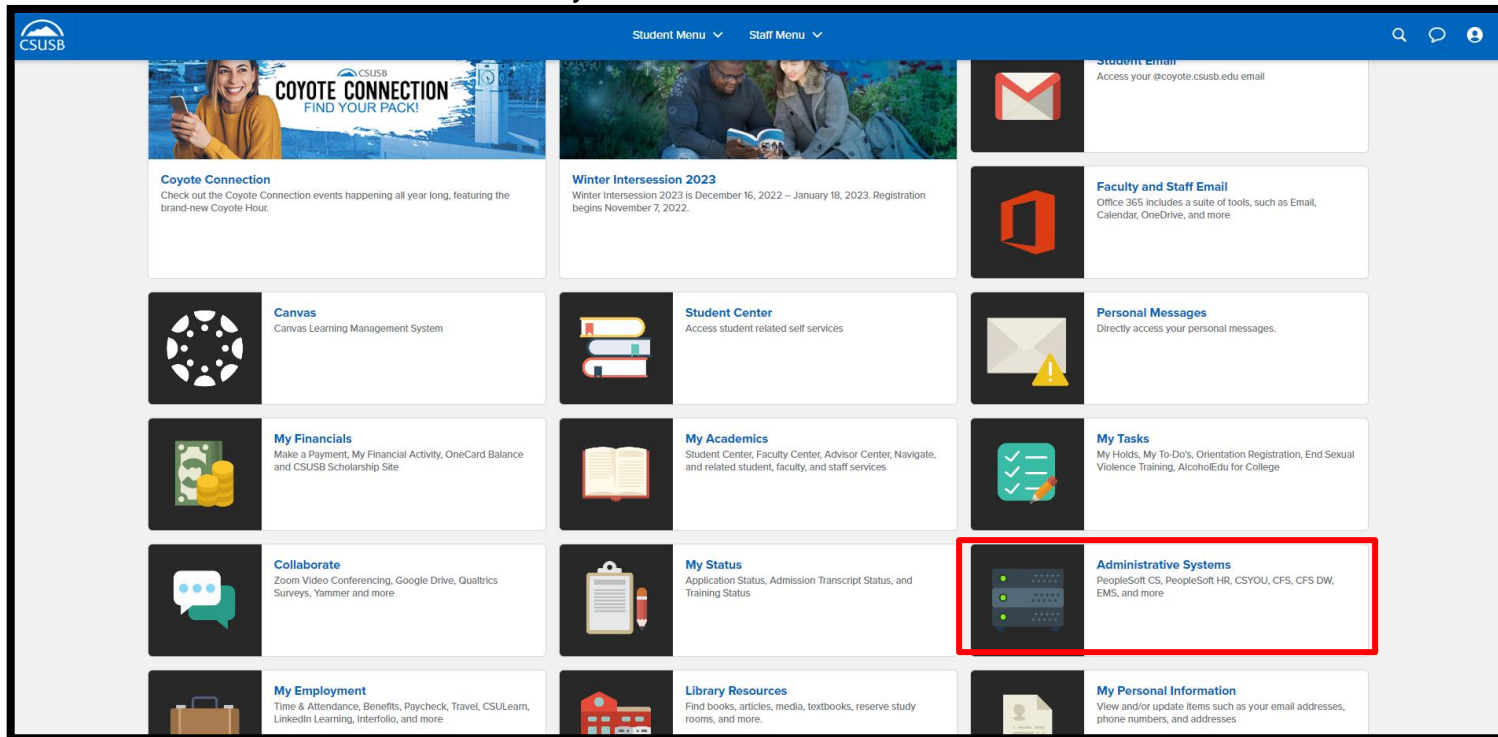 CSUSB
Student Menu
Staff Menu
CSUSB
COYOTE CONNECTION
FIND YOUR PACK!
Coyote Connection
Check out the Coyote Connection events happening all year long, featuring the
brand-new Coyote Hour.
Winter Intersession 2023
Winter Intersession 2023 is December 16, 2022 – January 18, 2023. Registration
begins November 7, 2022.
Student Email
Access your @coyote.csusb.edu email
Faculty and Staff Email
Office 365 includes a suite of tools, such as Email,
Calendar, OneDrive, and more
Canvas
Canvas Learning Management System
Student Center
Access student related self services
Personal Messages
Directly access your personal messages.
My Financials
Make a Payment, My Financial Activity, OneCard Balance
and CSUSB Scholarship Site
My Academics
Student Center, Faculty Center, Advisor Center, Navigate,
and related student, faculty, and staff services
My Tasks
My Holds, My To-Do's, Orientation Registration, End Sexual
Violence Training, AlcoholEdu for College
Collaborate
Zoom Video Conferencing, Google Drive, Qualtrics
Surveys, Yammer and more
My Status
Application Status, Admission Transcript Status, and
Training Status
Administrative Systems
PeopleSoft CS, PeopleSoft HR, CSYOU, CFS, CFS DW,
EMS, and more
My Employment
Time & Attendance, Benefits, Paycheck, Travel, CSULearn,
LinkedIn Learning, Interfolio, and more
Library Resources
Find books, articles, media, textbooks, reserve study
rooms, and more.
My Personal Information
View and/or update items such as your email addresses,
phone numbers, and addresses